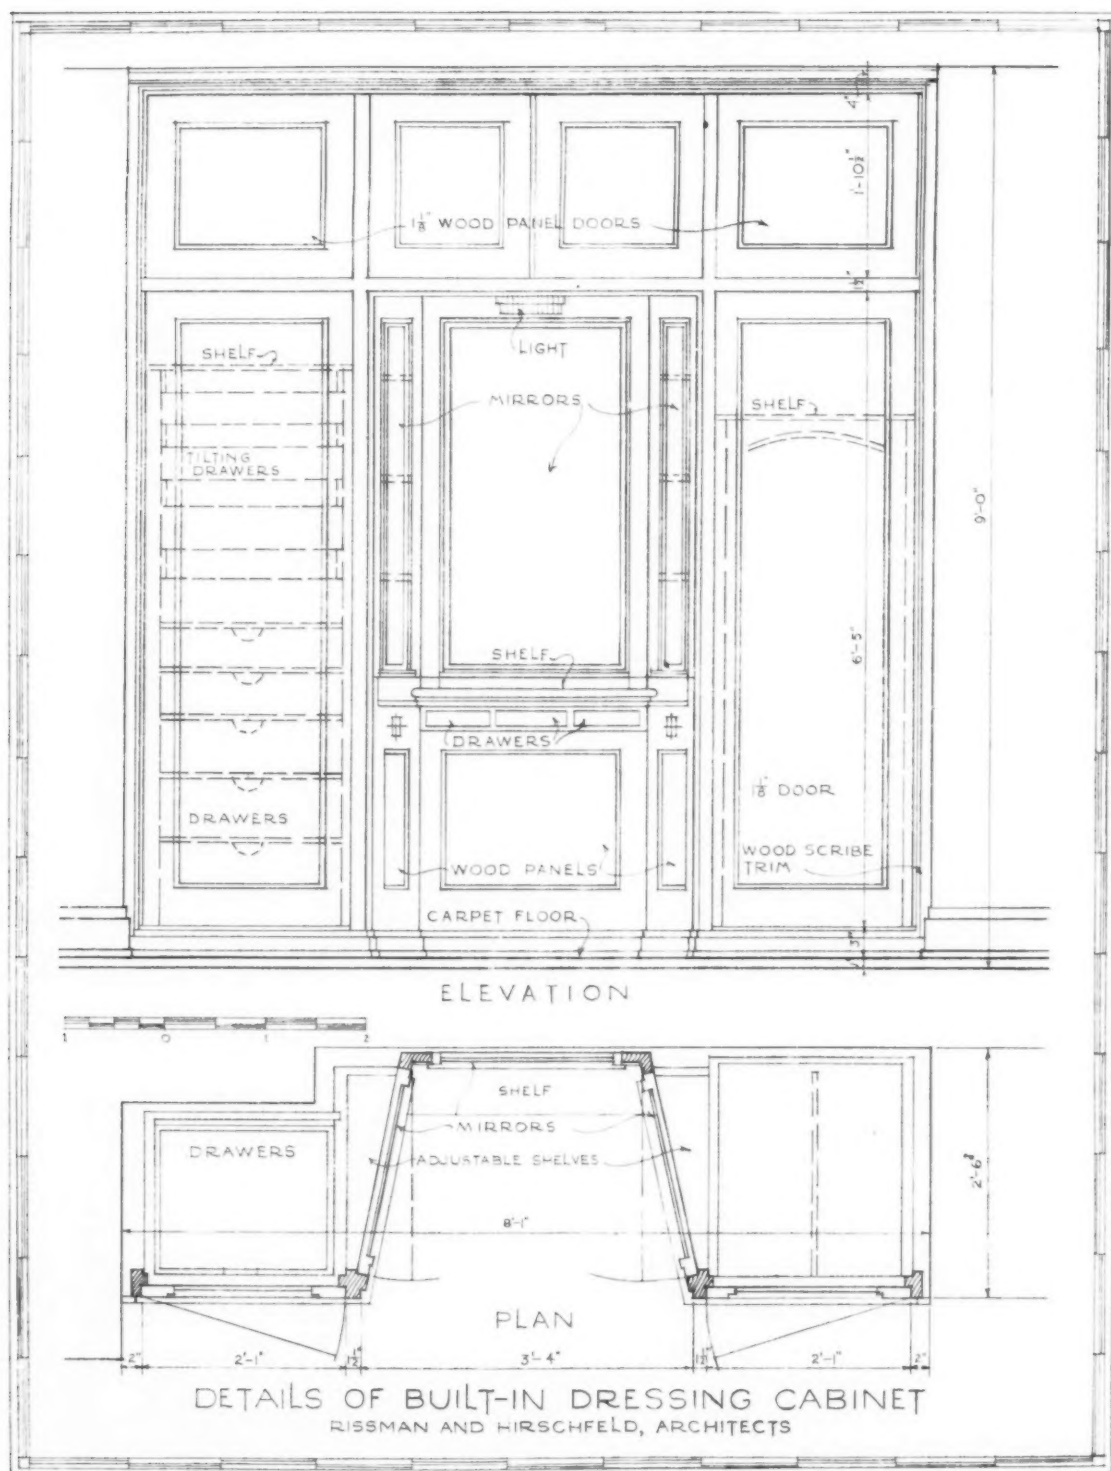 4"
1'-10½"
1⅛" WOOD PANEL DOORS
1½"
LIGHT
SHELF
MIRRORS
SHELF
TILTING
DRAWERS
9'-0"
6'-5"
SHELF
DRAWERS
1⅛" DOOR
DRAWERS
WOOD SCRIBE
TRIM
WOOD PANELS
CARPET FLOOR
3"
ELEVATION
1 0 1 2
SHELF
DRAWERS
MIRRORS
ADJUSTABLE SHELVES
8'-1"
PLAN
2" 2'-1" 1½" 3'-4" 1½" 2'-1" 2"
DETAILS OF BUILT-IN DRESSING CABINET
RISSMAN AND HIRSCHFELD, ARCHITECTS